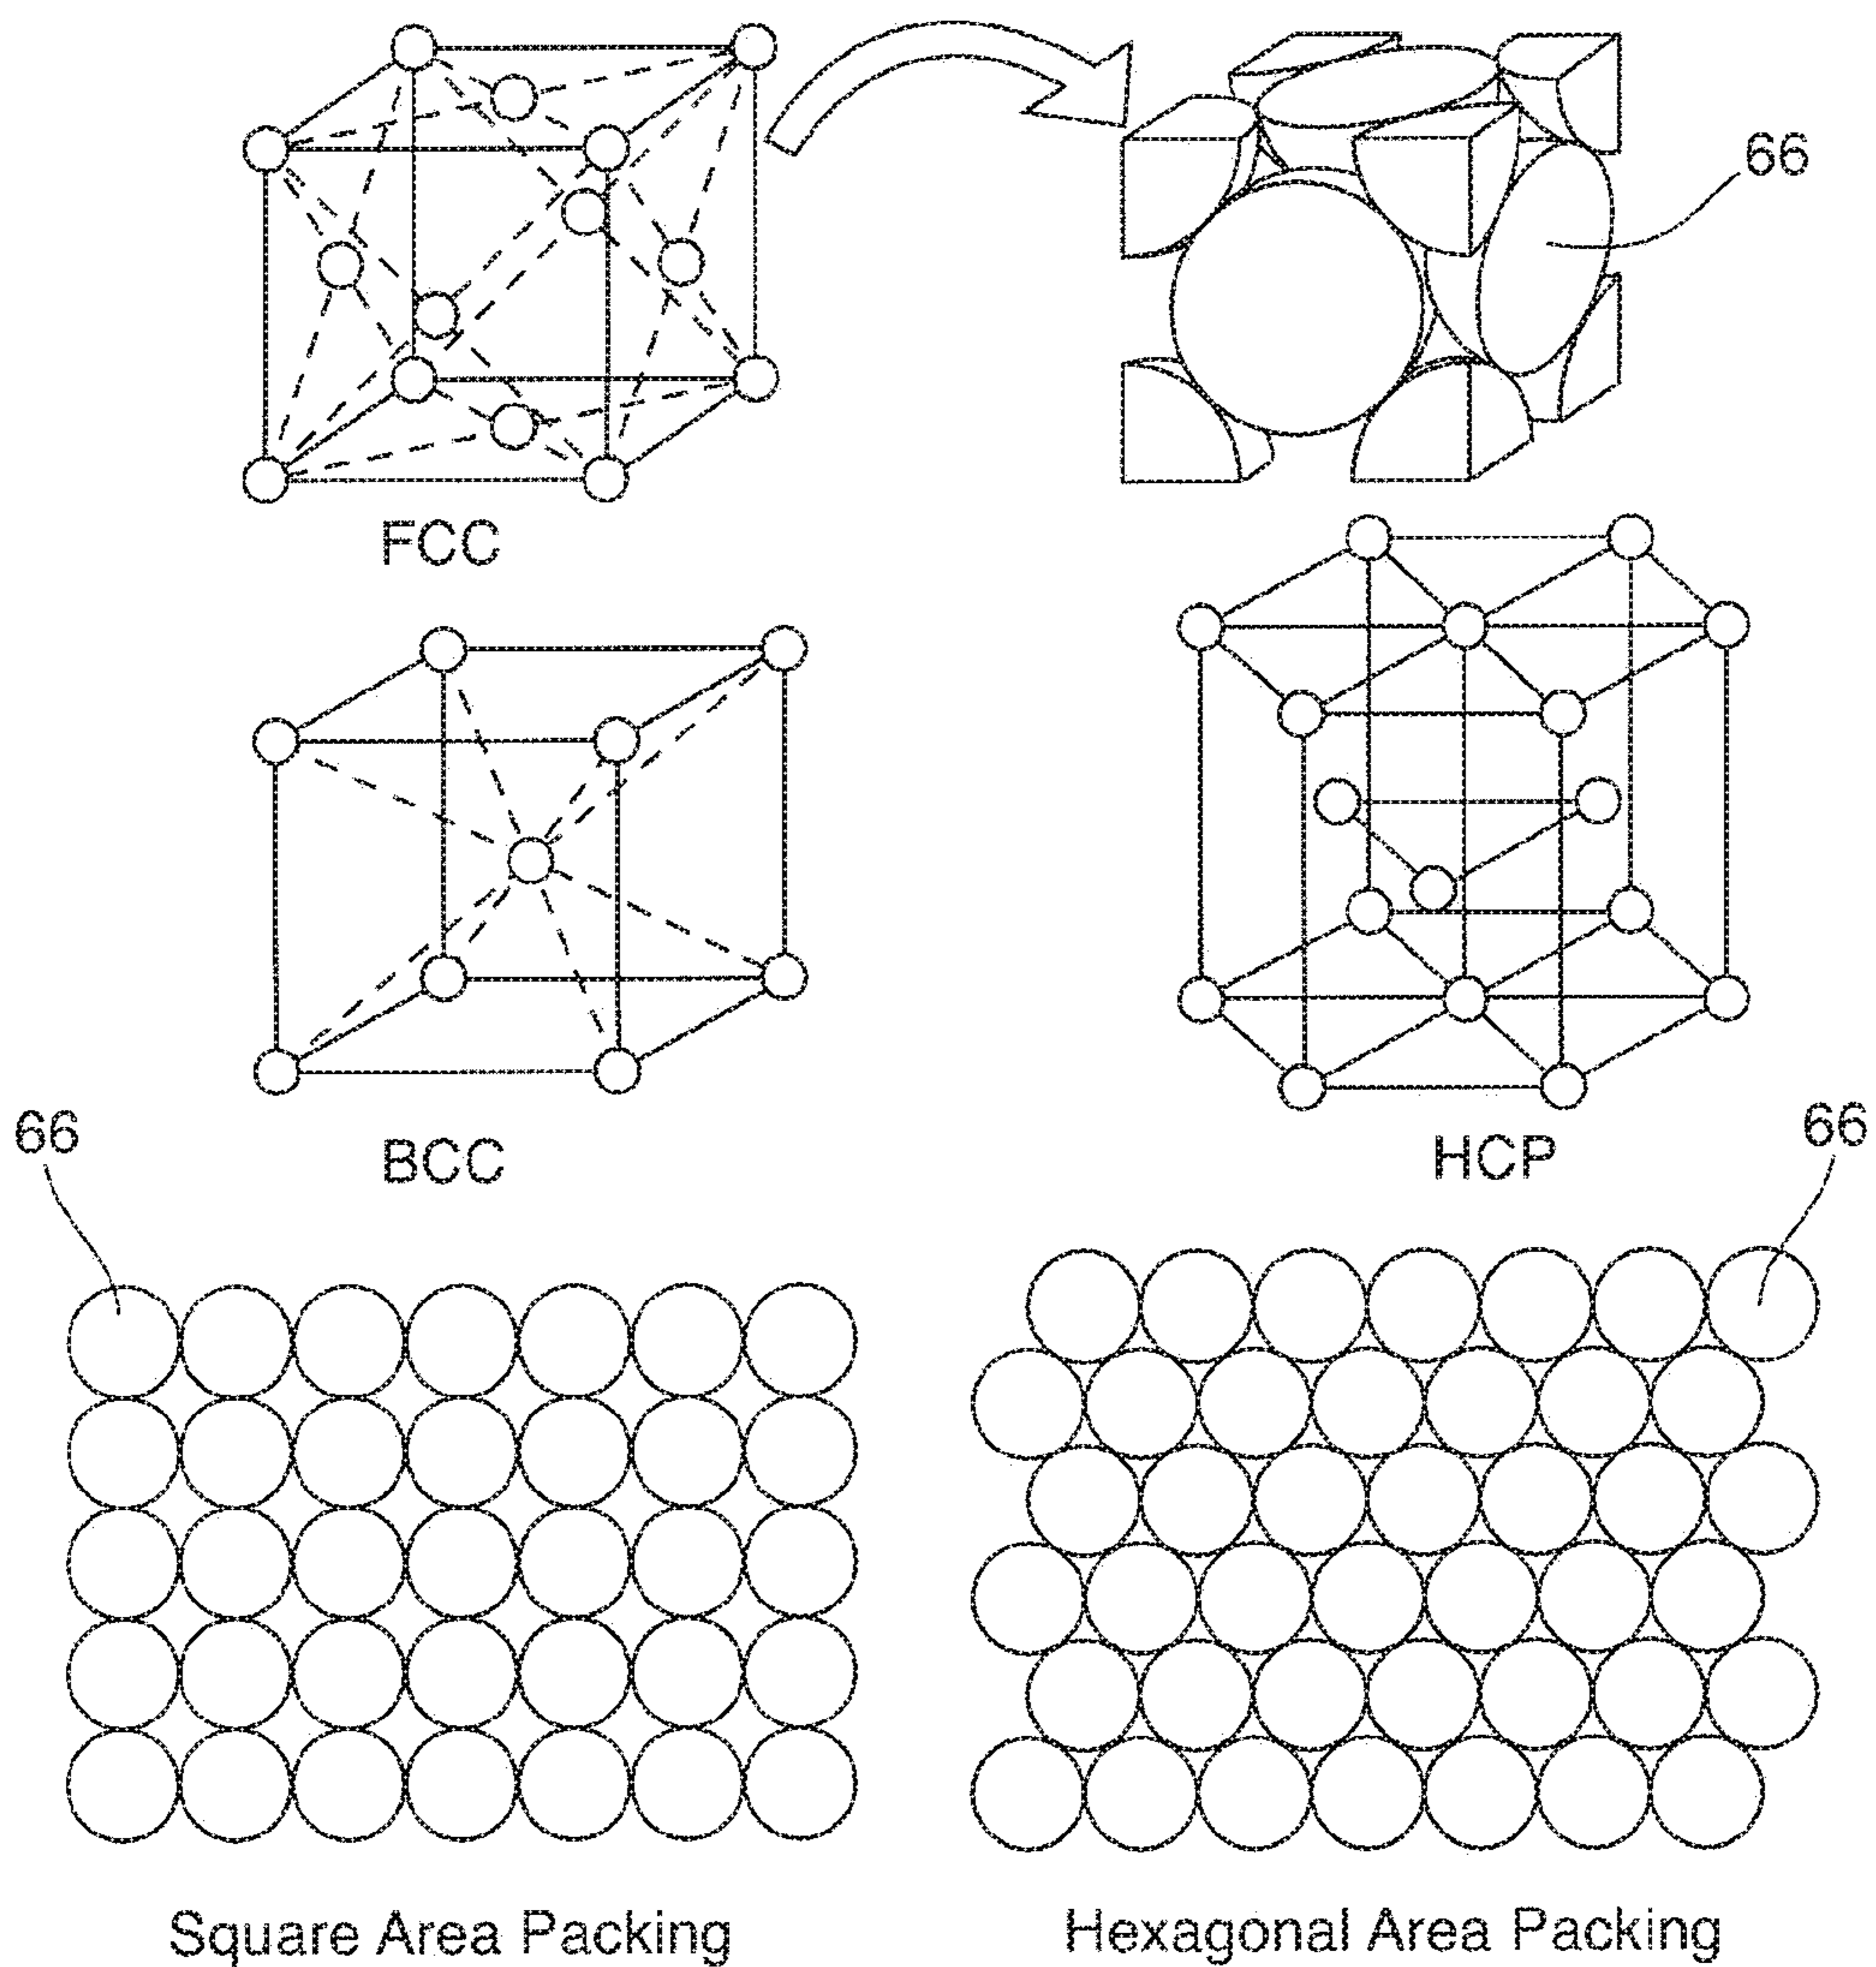 66
FCC
BCC
HCP
66
66
Square Area Packing
Hexagonal Area Packing